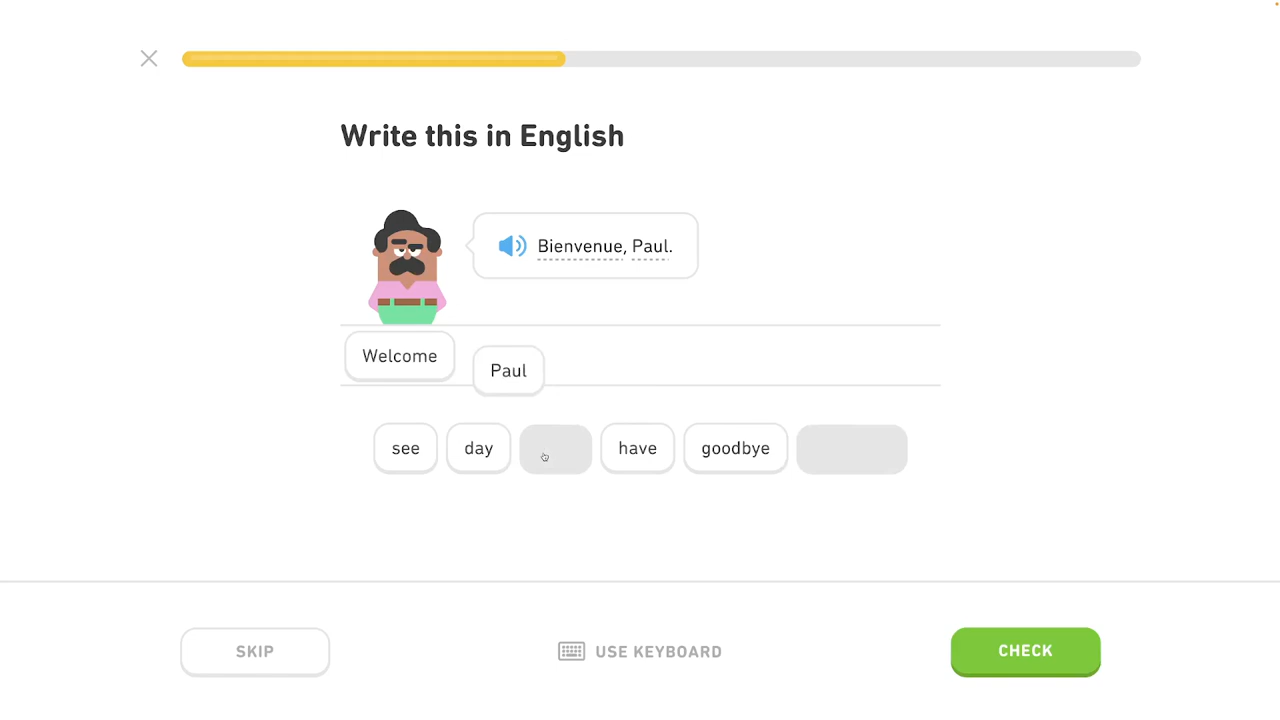 Write this in English
Bienvenue, Paul.
Welcome Paul
see day have goodbye
SKIP USE KEYBOARD CHECK